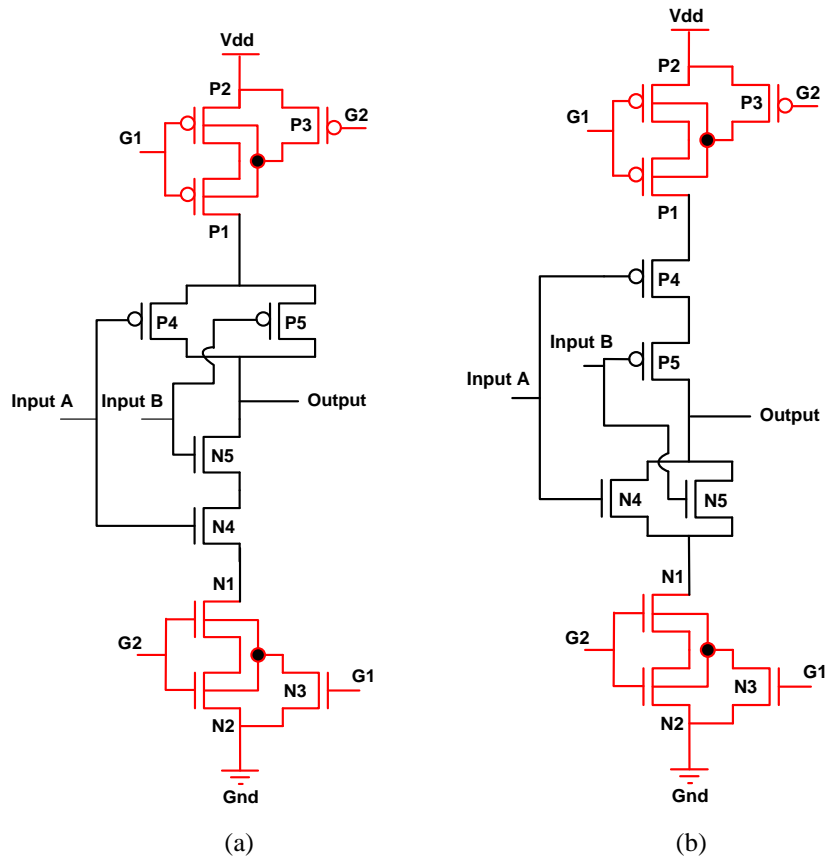 Vdd
P2
G1
P3
G2
P1
P4
P5
Input A
Input B
Output
N5
N4
N1
G2
N3
G1
N2
Gnd
(a)
Vdd
P2
G1
P3
G2
P1
P4
Input B
Input A
P5
Output
N4
N5
N1
G2
N3
G1
N2
Gnd
(b)